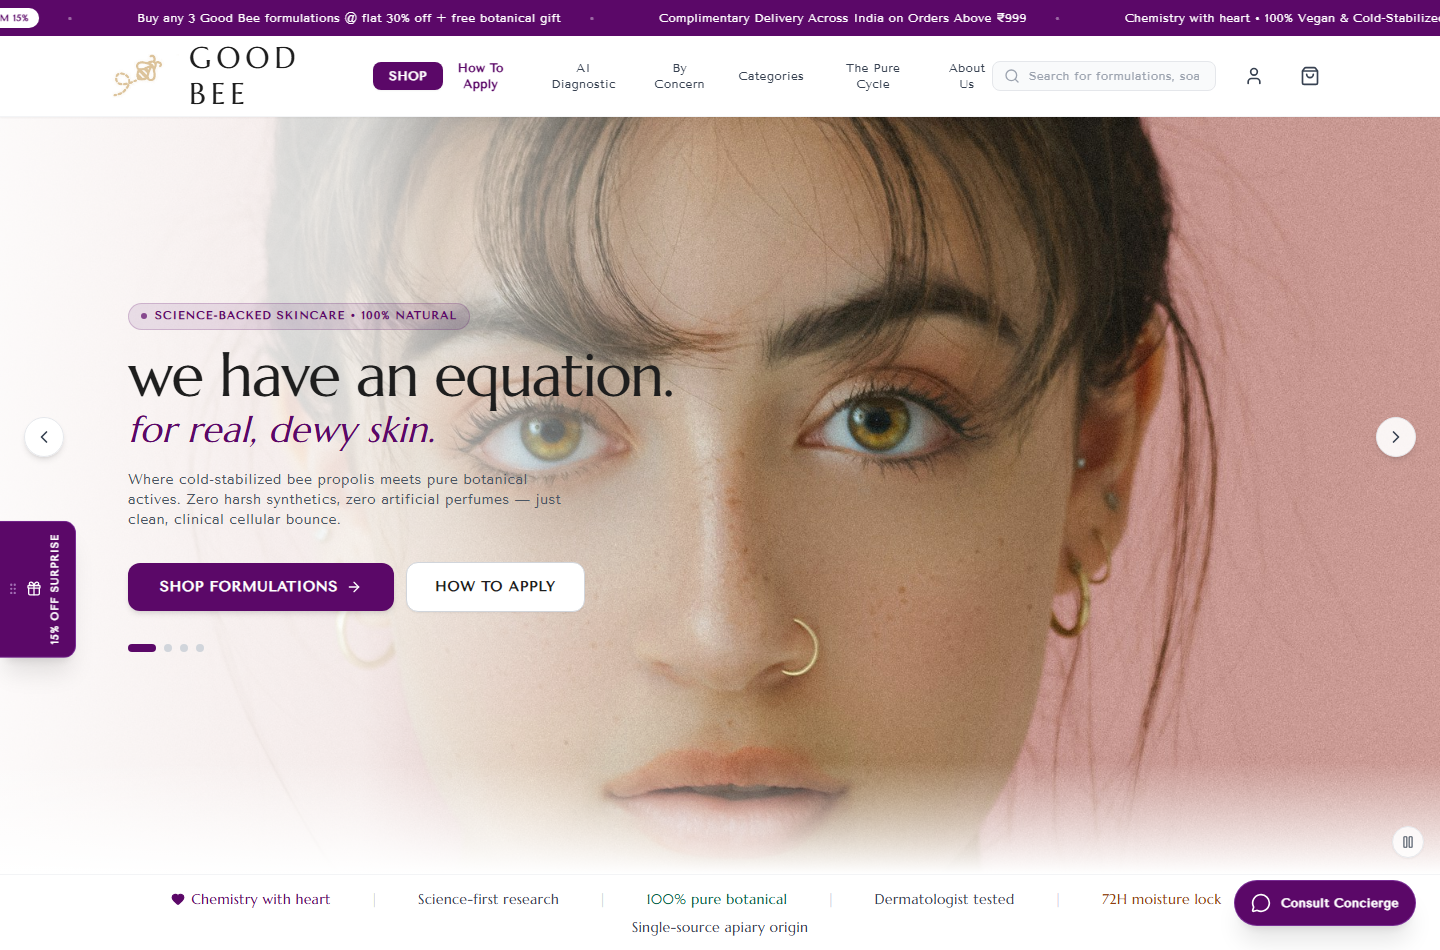 M 15%
Buy any 3 Good Bee formulations @ flat 30% off + free botanical gift
Complimentary Delivery Across India on Orders Above ₹999
Chemistry with heart • 100% Vegan & Cold-Stabilized
GOOD
BEE
SHOP
How To
Apply
AI
Diagnostic
By
Concern
Categories
The Pure
Cycle
About
Us
Search for formulations, soa
SCIENCE-BACKED SKINCARE • 100% NATURAL
we have an equation.
for real, dewy skin.
Where cold-stabilized bee propolis meets pure botanical
actives. Zero harsh synthetics, zero artificial perfumes — just
clean, clinical cellular bounce.
15% OFF SURPRISE
SHOP FORMULATIONS →
HOW TO APPLY
Chemistry with heart
Science-first research
100% pure botanical
Dermatologist tested
72H moisture lock
Single-source apiary origin
Consult Concierge